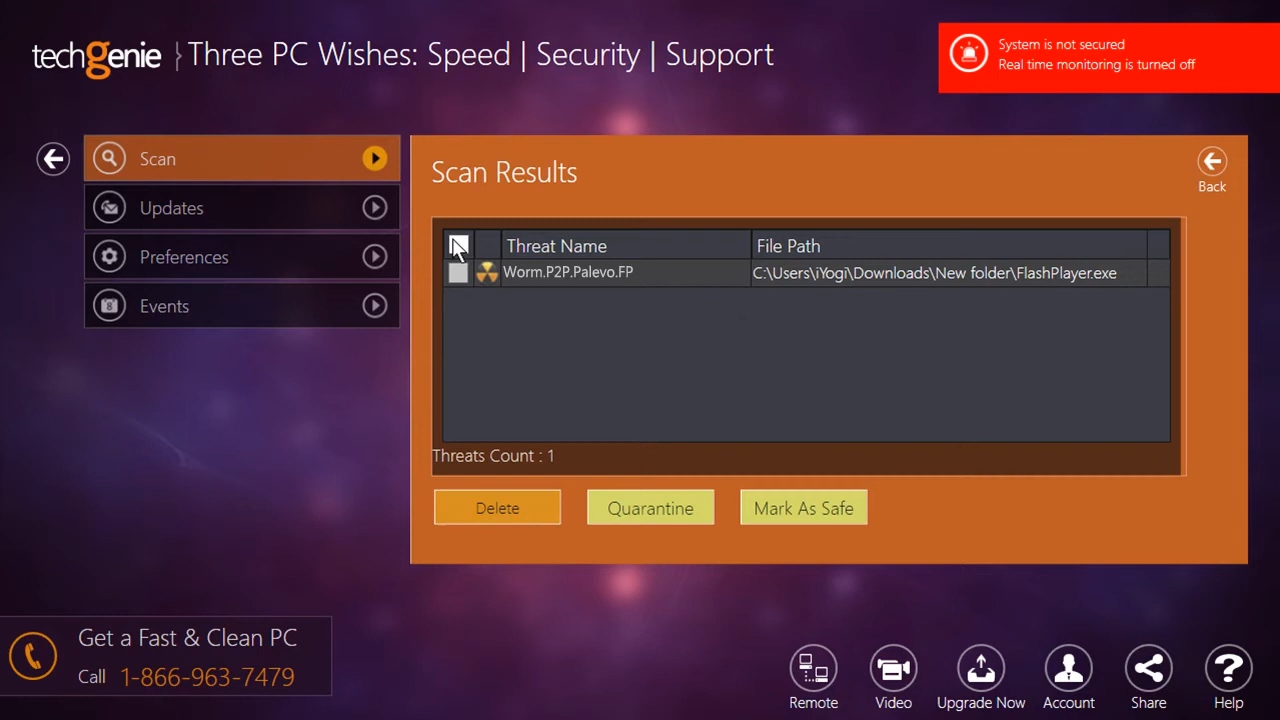 techgenie Three PC Wishes: Speed | Security | Support
System is not secured
Real time monitoring is turned off
Scan
Updates
Preferences
8 Events
Scan Results
Back
Threat Name File Path
Worm.P2P.Palevo.FP C:\Users\iYogi\Downloads\New folder\FlashPlayer.exe
Threats Count : 1
Delete Quarantine Mark As Safe
Get a Fast & Clean PC
Call 1-866-963-7479
Remote Video Upgrade Now Account Share ? Help